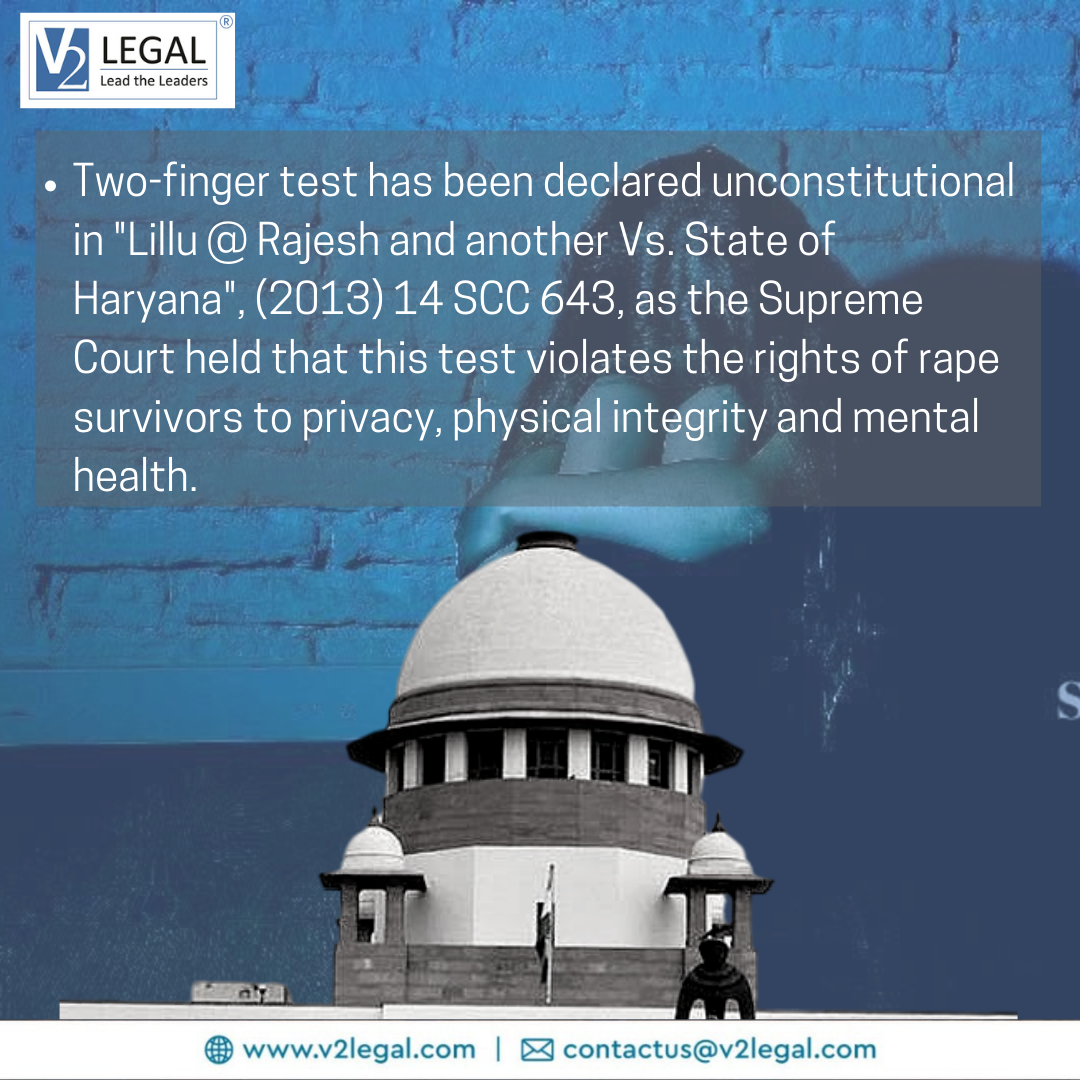 V2 LEGAL ®
Lead the Leaders
• Two-finger test has been declared unconstitutional
in "Lillu @ Rajesh and another Vs. State of
Haryana", (2013) 14 SCC 643, as the Supreme
Court held that this test violates the rights of rape
survivors to privacy, physical integrity and mental
health.
S
www.v2legal.com | contactus@v2legal.com